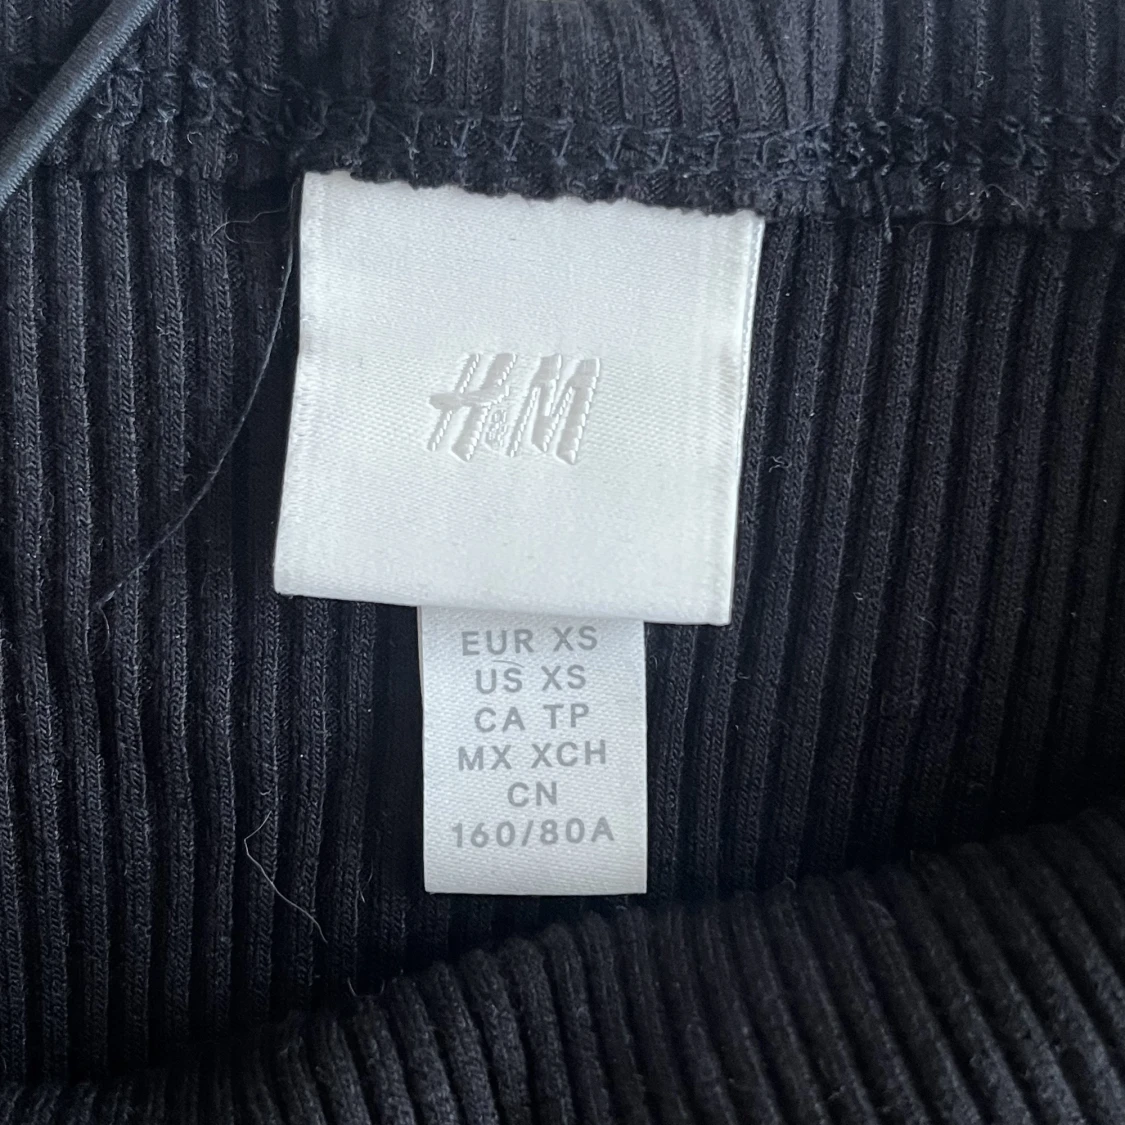 H&M
EUR XS
US XS
CA TP
MX XCH
CN
160/80A